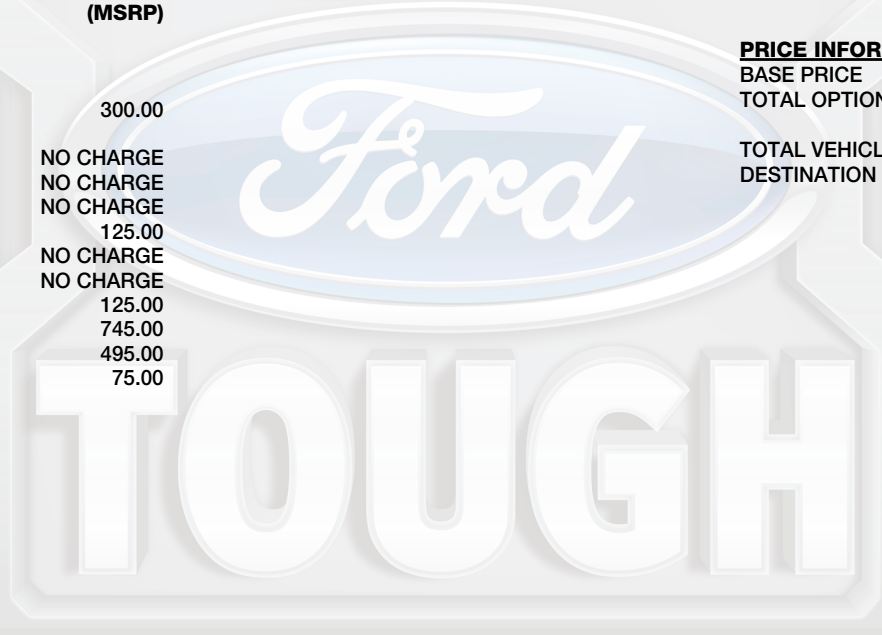 (MSRP)
300.00
NO CHARGE
NO CHARGE
NO CHARGE
125.00
NO CHARGE
NO CHARGE
125.00
745.00
495.00
75.00
PRICE INFOR
BASE PRICE
TOTAL OPTION
TOTAL VEHICL
DESTINATION
Ford
TOUGH